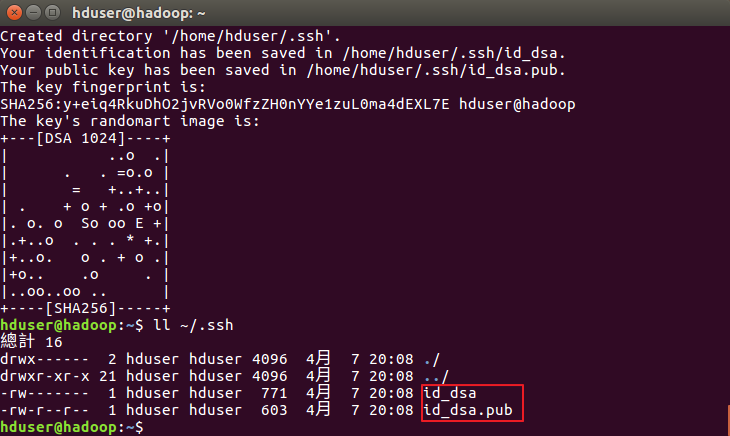 hduser@hadoop: ~
Created directory '/home/hduser/.ssh'.
Your identification has been saved in /home/hduser/.ssh/id_dsa.
Your public key has been saved in /home/hduser/.ssh/id_dsa.pub.
The key fingerprint is:
SHA256:y+eiq4RkuDhO2jvRVo0WfzZH0nYYe1zuL0ma4dEXL7E hduser@hadoop
The key's randomart image is:
+---[DSA 1024]----+
|            ..o  .|
|       .   . =o.o |
|        =   +..+..|
| .    + o + .o +o|
|. o. o  So oo E +|
|.+..o  . . . * +.|
|+..o.   o . + o .|
|+o..   .o     . |
|..oo..oo ..      |
+----[SHA256]-----+
hduser@hadoop:~$ ll ~/.ssh
總計 16
drwx------  2 hduser hduser 4096  4月  7 20:08 ./
drwxr-xr-x 21 hduser hduser 4096  4月  7 20:08 ../
-rw-------  1 hduser hduser  771  4月  7 20:08 id_dsa
-rw-r--r--  1 hduser hduser  603  4月  7 20:08 id_dsa.pub
hduser@hadoop:~$